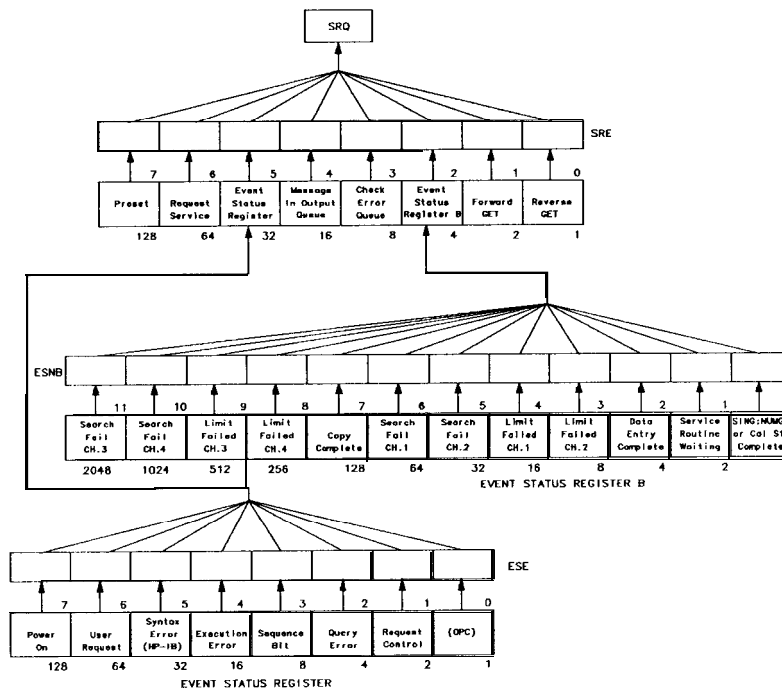 SRQ
SRE
7 6 5 4 3 2 1 0
Preset
Request Service
Event Status Register
Message in Output Queue
Check Error Queue
Event Status Register B
Forward GET
Reverse GET
128 64 32 16 8 4 2 1
ESNB
11 10 9 8 7 6 5 4 3 2 1
Search Fail CH.3
Search Fail CH.4
Limit Failed CH.3
Limit Failed CH.4
Copy Complete
Search Fail CH.1
Search Fail CH.2
Limit Failed CH.1
Limit Failed CH.2
Data Entry Complete
Service Routine Waiting
SING;NUMG or Cal St Complete
2048 1024 512 256 128 64 32 16 8 4 2
EVENT STATUS REGISTER B
ESE
7 6 5 4 3 2 1 0
Power On
User Request
Syntax Error (HP-IB)
Execution Error
Sequence Bit
Query Error
Request Control
(OPC)
128 64 32 16 8 4 2 1
EVENT STATUS REGISTER